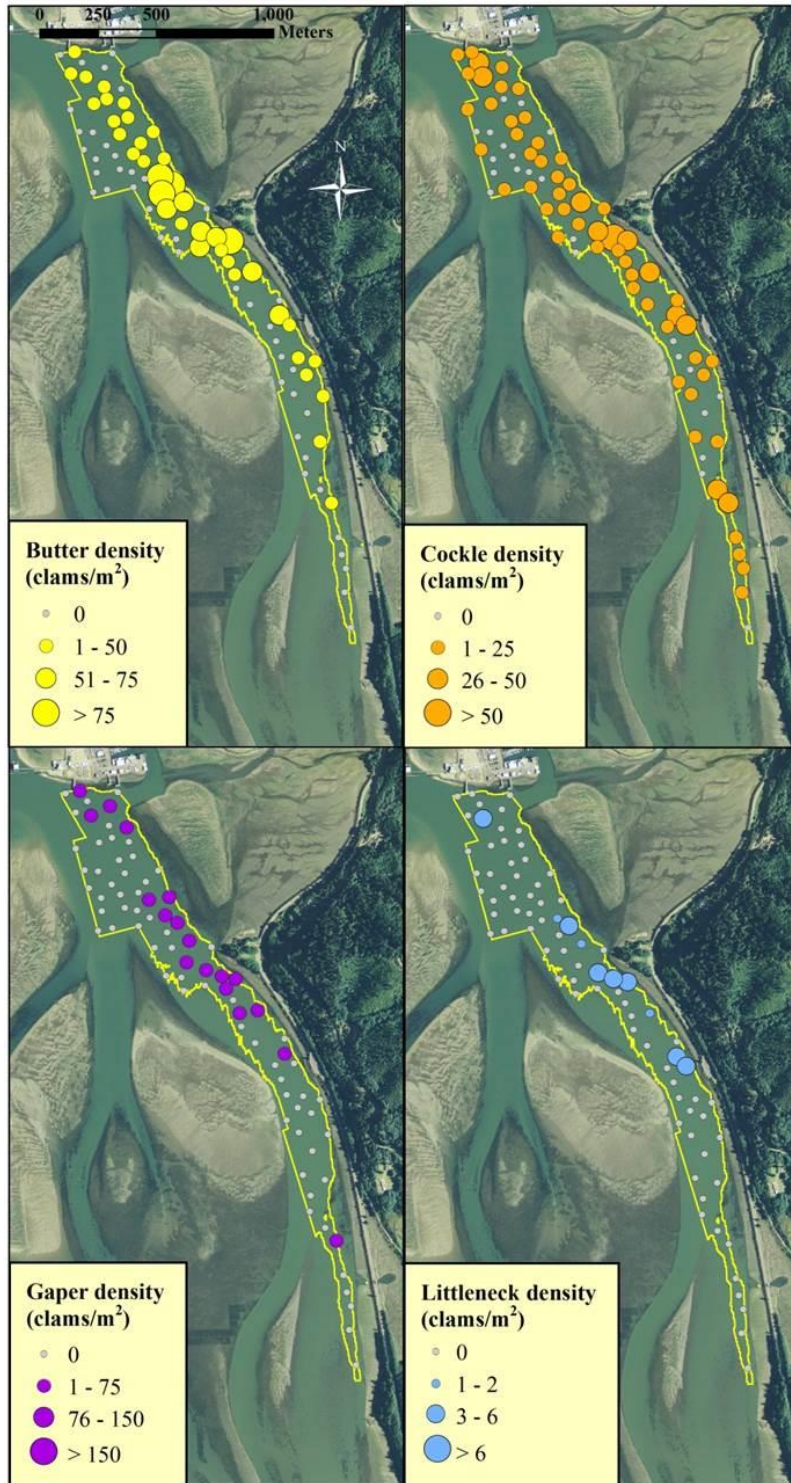 0 250 500 1,000
Meters
N
Butter density
(clams/m²)
0
1 - 50
51 - 75
> 75
Cockle density
(clams/m²)
0
1 - 25
26 - 50
> 50
Gaper density
(clams/m²)
0
1 - 75
76 - 150
> 150
Littleneck density
(clams/m²)
0
1 - 2
3 - 6
>6